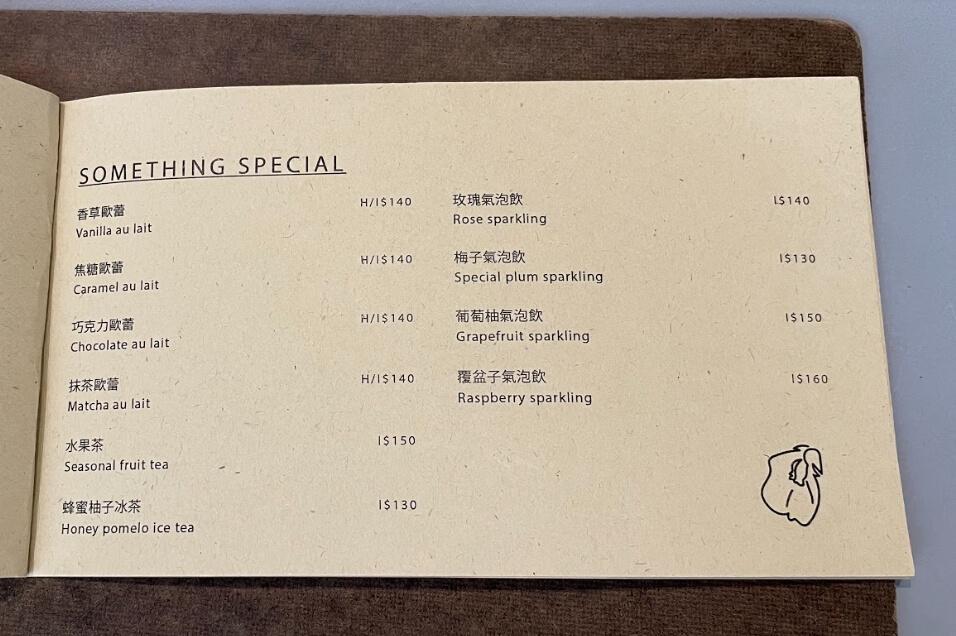 SOMETHING SPECIAL
香草歐蕾 H/I$140
Vanilla au lait
焦糖歐蕾 H/I$140
Caramel au lait
巧克力歐蕾 H/I$140
Chocolate au lait
抹茶歐蕾 H/I$140
Matcha au lait
水果茶 I$150
Seasonal fruit tea
蜂蜜柚子冰茶 I$130
Honey pomelo ice tea
玫瑰氣泡飲 I$140
Rose sparkling
梅子氣泡飲 I$130
Special plum sparkling
葡萄柚氣泡飲 I$150
Grapefruit sparkling
覆盆子氣泡飲 I$160
Raspberry sparkling